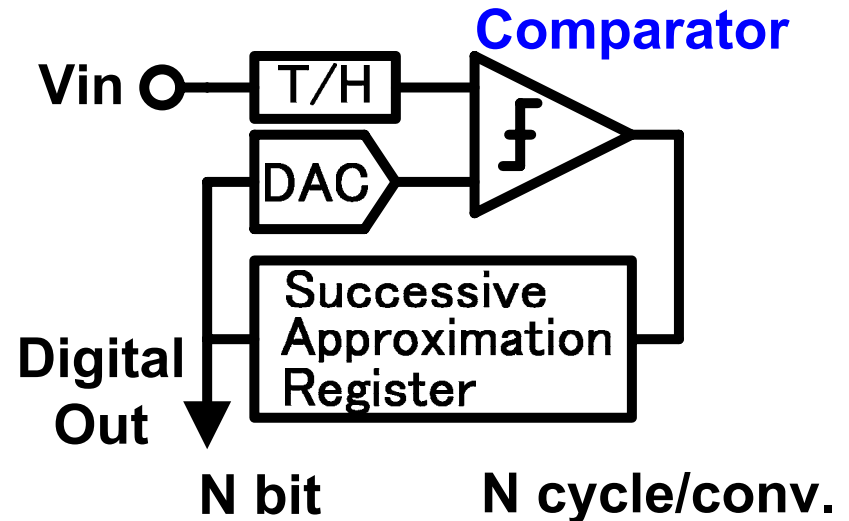 Comparator
Vin
T/H
DAC
Successive
Approximation
Register
Digital
Out
N bit
N cycle/conv.